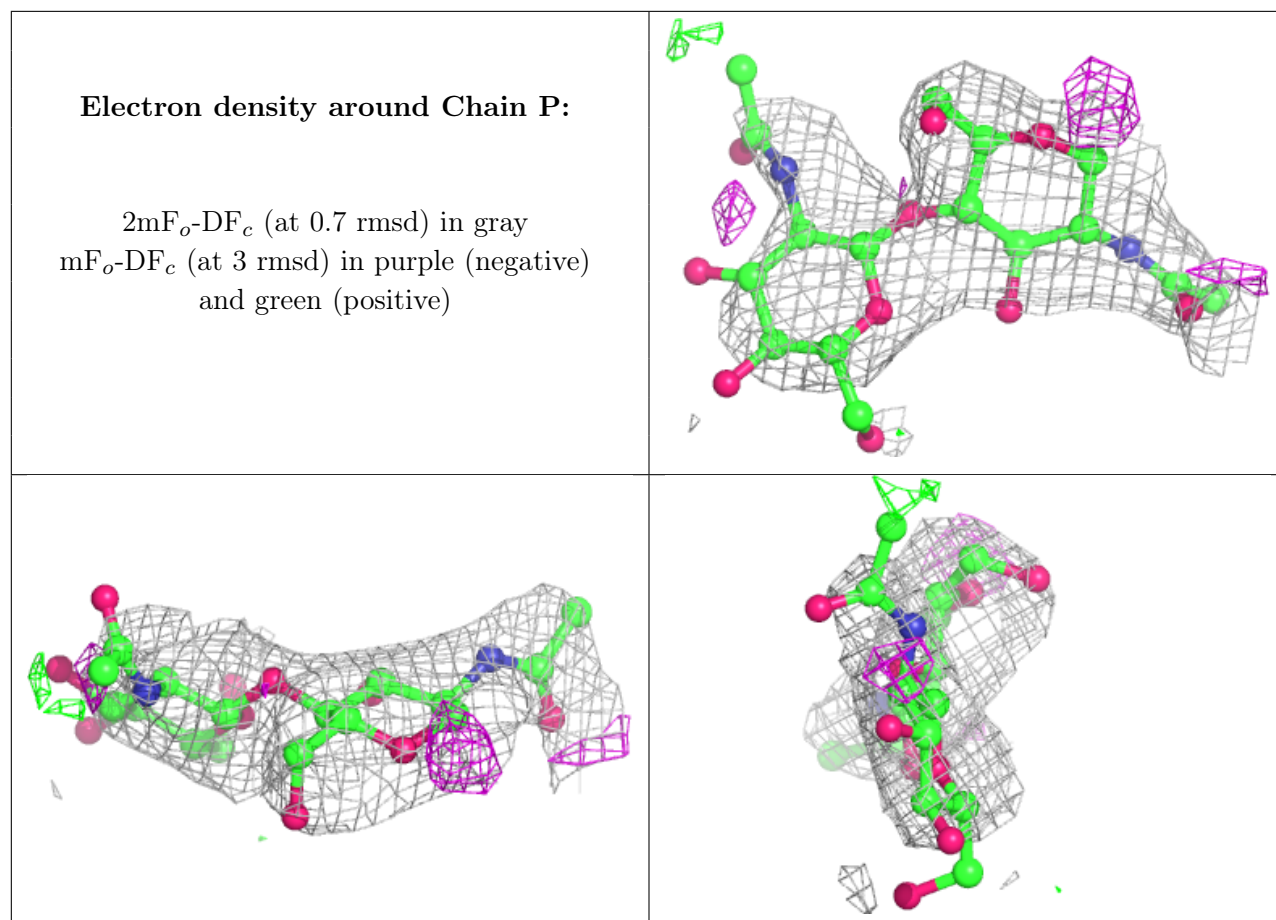 Electron density around Chain P:
2mFo-DFc (at 0.7 rmsd) in gray
mFo-DFc (at 3 rmsd) in purple (negative)
and green (positive)